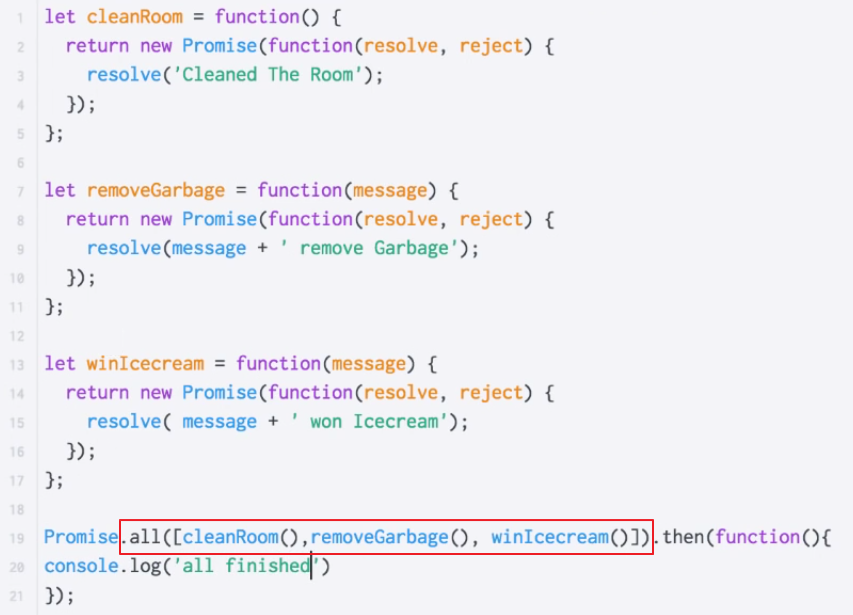 1 let cleanRoom = function() {
2   return new Promise(function(resolve, reject) {
3     resolve('Cleaned The Room');
4   });
5 };
6
7 let removeGarbage = function(message) {
8   return new Promise(function(resolve, reject) {
9     resolve(message + ' remove Garbage');
10   });
11 };
12
13 let winIcecream = function(message) {
14   return new Promise(function(resolve, reject) {
15     resolve( message + ' won Icecream');
16   });
17 };
18
19 Promise.all([cleanRoom(),removeGarbage(), winIcecream()]).then(function(){
20 console.log('all finished')
21 });